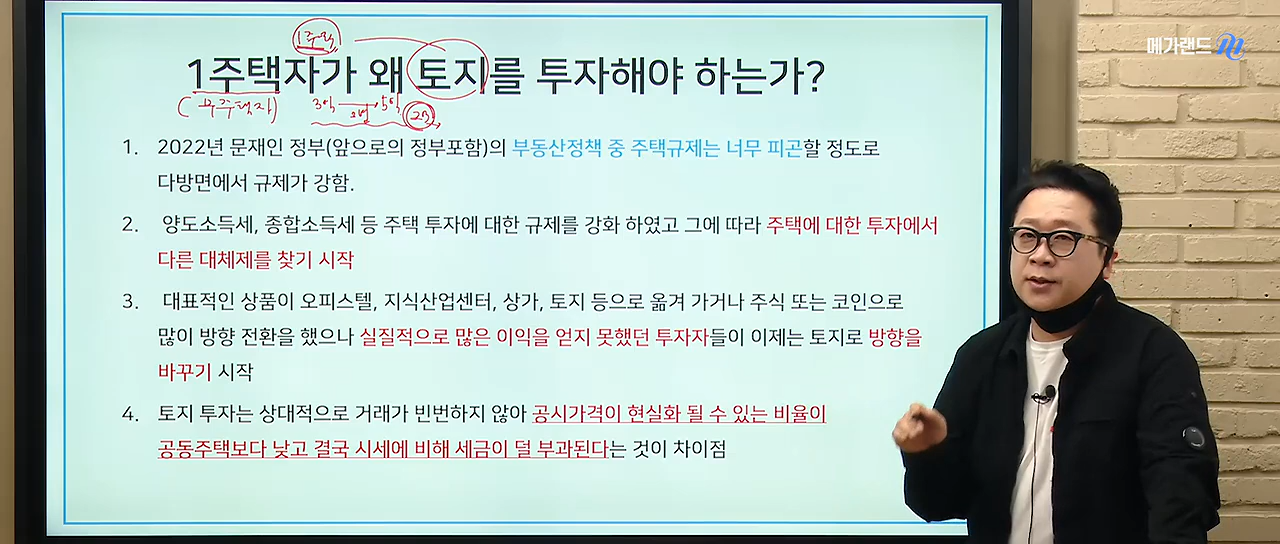 메가랜드
1주택
1주택자가 왜 토지를 투자해야 하는가?
(무주택자)
3억 5억
1. 2022년 문재인 정부(앞으로의 정부포함)의 부동산정책 중 주택규제는 너무 피곤할 정도로
다방면에서 규제가 강함.
2. 양도소득세, 종합소득세 등 주택 투자에 대한 규제를 강화 하였고 그에 따라 주택에 대한 투자에서
다른 대체제를 찾기 시작
3. 대표적인 상품이 오피스텔, 지식산업센터, 상가, 토지 등으로 옮겨 가거나 주식 또는 코인으로
많이 방향 전환을 했으나 실질적으로 많은 이익을 얻지 못했던 투자자들이 이제는 토지로 방향을
바꾸기 시작
4. 토지 투자는 상대적으로 거래가 빈번하지 않아 공시가격이 현실화 될 수 있는 비율이
공동주택보다 낮고 결국 시세에 비해 세금이 덜 부과된다는 것이 차이점